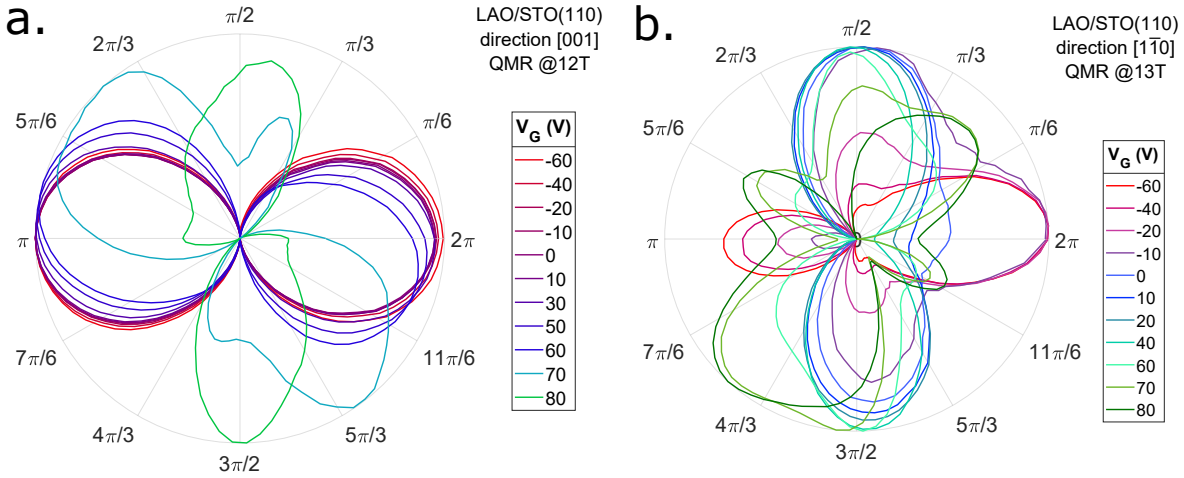 a.
LAO/STO(110)
direction [001]
QMR @12T
π/2
π/3
π/6
2π
11π/6
5π/3
3π/2
4π/3
7π/6
π
5π/6
2π/3
V_G (V)
-60
-40
-20
-10
0
10
30
50
60
70
80
b.
LAO/STO(110)
direction [11̅0]
QMR @13T
π/2
π/3
π/6
2π
11π/6
5π/3
3π/2
4π/3
7π/6
π
5π/6
2π/3
V_G (V)
-60
-40
-20
-10
0
10
20
40
60
70
80